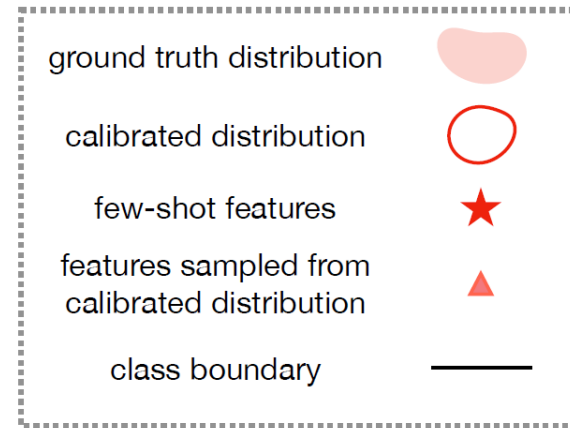 ground truth distribution
calibrated distribution
few-shot features
features sampled from
calibrated distribution
class boundary